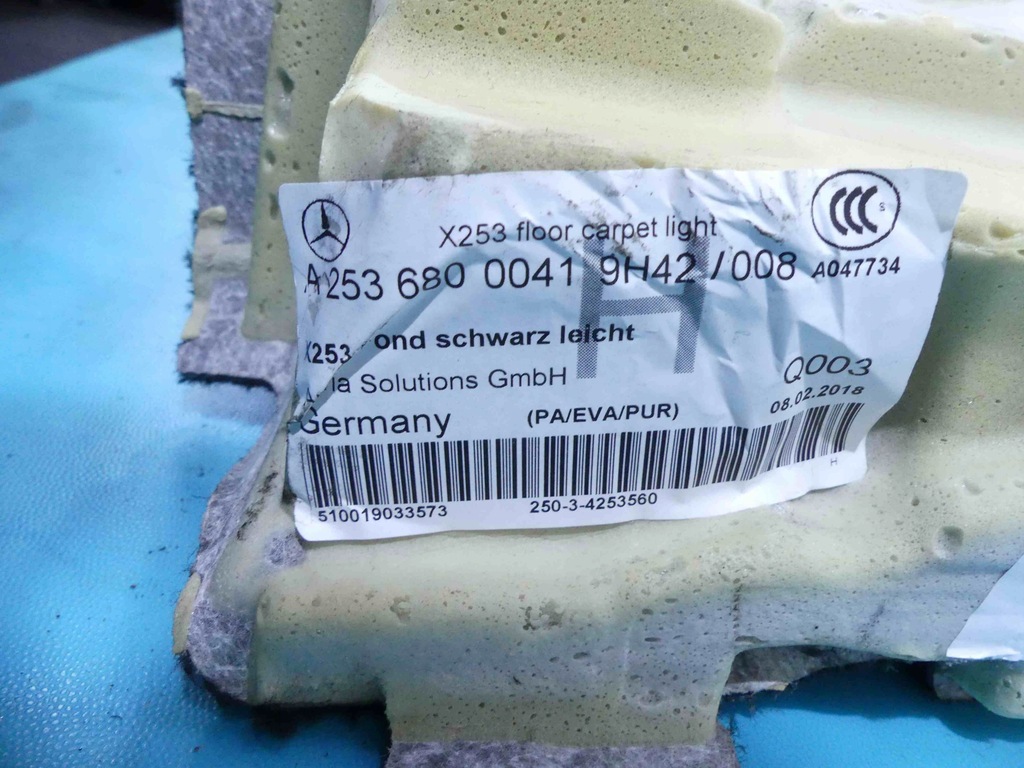 X253 floor carpet light
A 253 680 0041 9H42 / 008 A047734
H
X253 ond schwarz leicht
Solutions GmbH
Q003
Germany (PA/EVA/PUR) 08.02.2018
H
510019033573 250-3-4253560